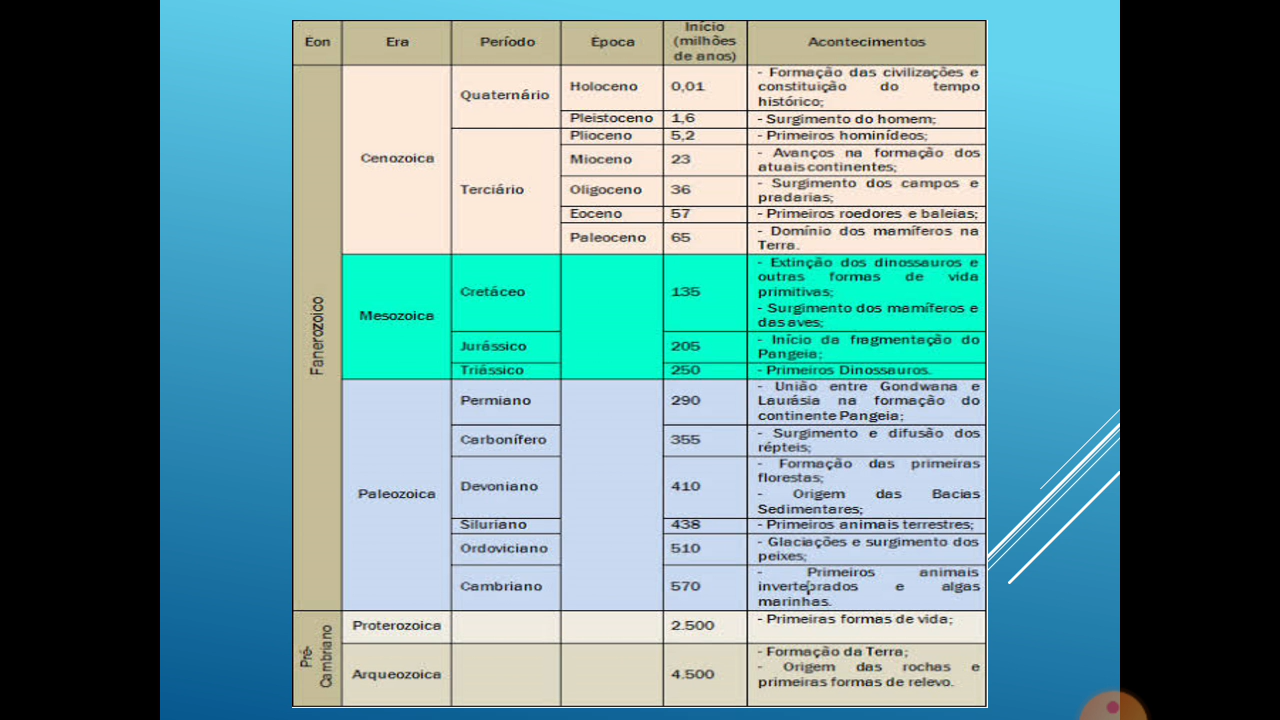 Éon Era Período Época Início (milhões de anos) Acontecimentos
Fanerozoico
Cenozoica
Quaternário
Holoceno 0,01 - Formação das civilizações e
constituição do tempo
histórico;
Pleistoceno 1,6 - Surgimento do homem;
Terciário
Plioceno 5,2 - Primeiros hominídeos;
Mioceno 23 - Avanços na formação dos
atuais continentes;
Oligoceno 36 - Surgimento dos campos e
pradarias;
Eoceno 57 - Primeiros roedores e baleias;
Paleoceno 65 - Domínio dos mamíferos na
Terra.
Mesozoica
Cretáceo 135 - Extinção dos dinossauros e
outras formas de vida
primitivas;
- Surgimento dos mamíferos e
das aves;
Jurássico 205 - Início da fragmentação do
Pangeia;
Triássico 250 - Primeiros Dinossauros.
Paleozoica
Permiano 290 - União entre Gondwana e
Laurásia na formação do
continente Pangeia;
Carbonífero 355 - Surgimento e difusão dos
répteis;
Devoniano 410 - Formação das primeiras
florestas;
- Origem das Bacias
Sedimentares;
Siluriano 438 - Primeiros animais terrestres;
Ordoviciano 510 - Glaciações e surgimento dos
peixes;
Cambriano 570 - Primeiros animais
invertebrados e algas
marinhas.
Pré-
Cambriano
Proterozoica 2.500 - Primeiras formas de vida;
Arqueozoica 4.500 - Formação da Terra;
- Origem das rochas e
primeiras formas de relevo.